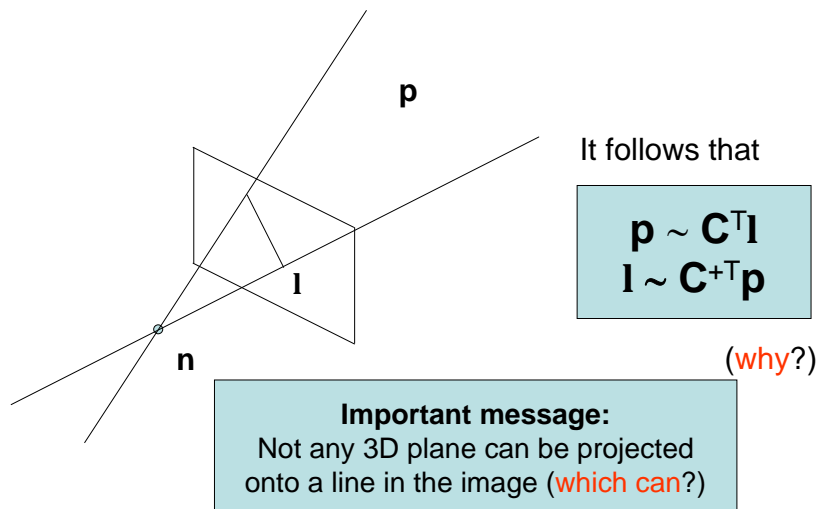 p
It follows that
p ~ Cᵀl
l ~ C⁺ᵀp
l
n
(why?)
Important message:
Not any 3D plane can be projected
onto a line in the image (which can?)